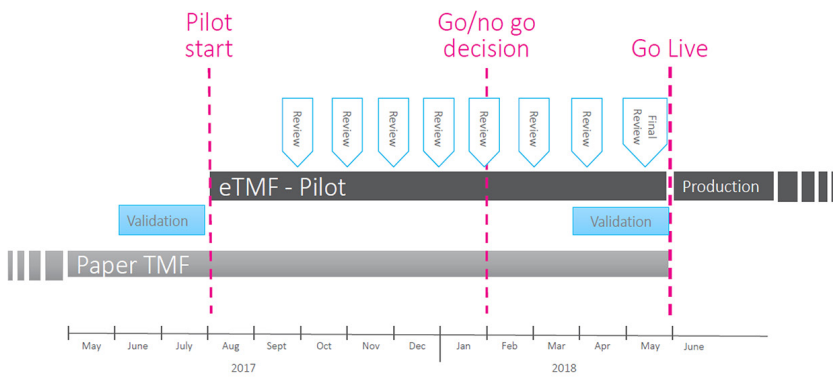 Pilot
start
Go/no go
decision
Go Live
Review
Review
Review
Review
Review
Review
Review
Final
Review
eTMF - Pilot
Production
Validation
Validation
Paper TMF
May
June
July
Aug
Sept
Oct
Nov
Dec
Jan
Feb
Mar
Apr
May
June
2017
2018